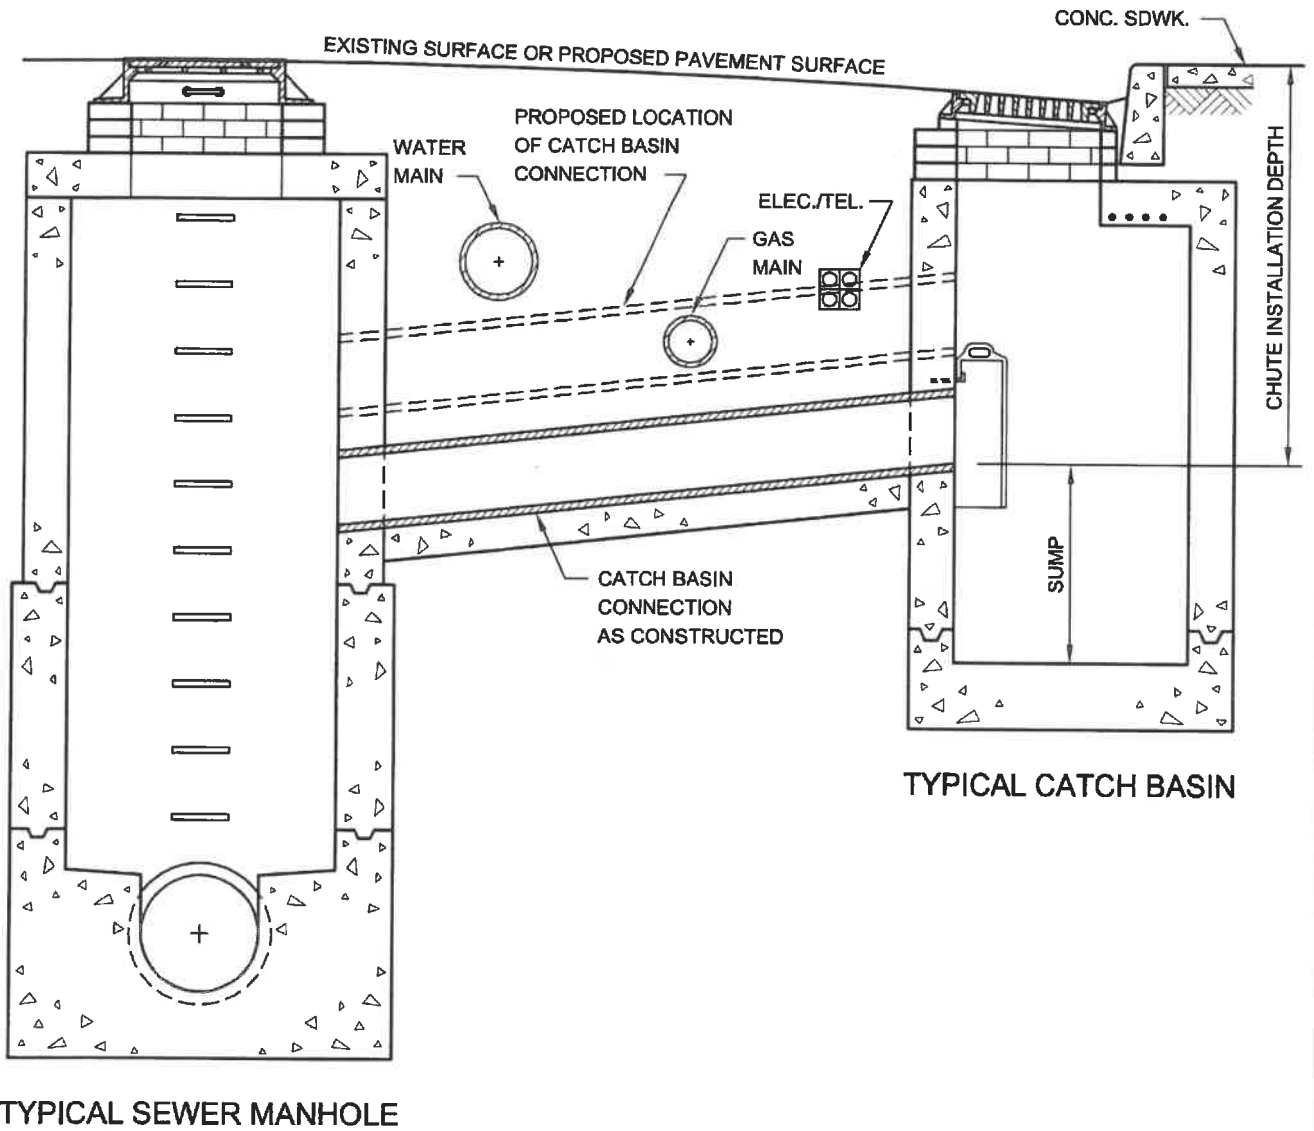 CONC. SDWK.
EXISTING SURFACE OR PROPOSED PAVEMENT SURFACE
PROPOSED LOCATION
OF CATCH BASIN
CONNECTION
WATER
MAIN
ELEC./TEL.
GAS
MAIN
CHUTE INSTALLATION DEPTH
SUMP
CATCH BASIN
CONNECTION
AS CONSTRUCTED
TYPICAL CATCH BASIN
TYPICAL SEWER MANHOLE